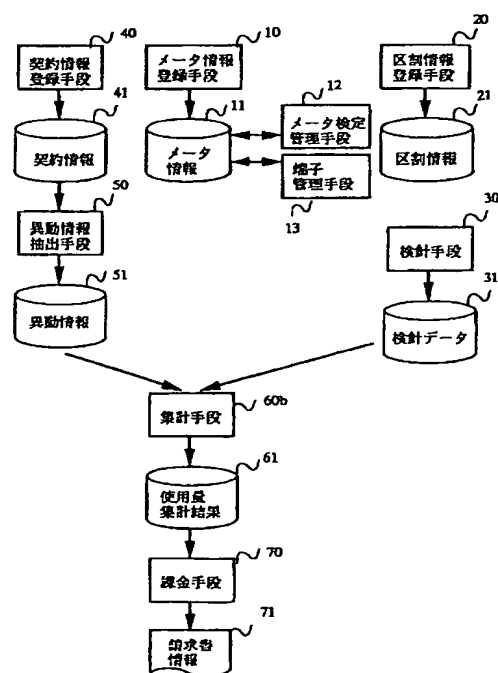 40
契約情報
登録手段
10
メータ情報
登録手段
20
区割情報
登録手段
41
契約情報
11
メータ
情報
12
メータ検定
管理手段
端子
管理手段
13
21
区割情報
50
異動情報
抽出手段
30
検針手段
51
異動情報
31
検針データ
60b
集計手段
61
使用量
集計結果
70
課金手段
71
請求書
情報